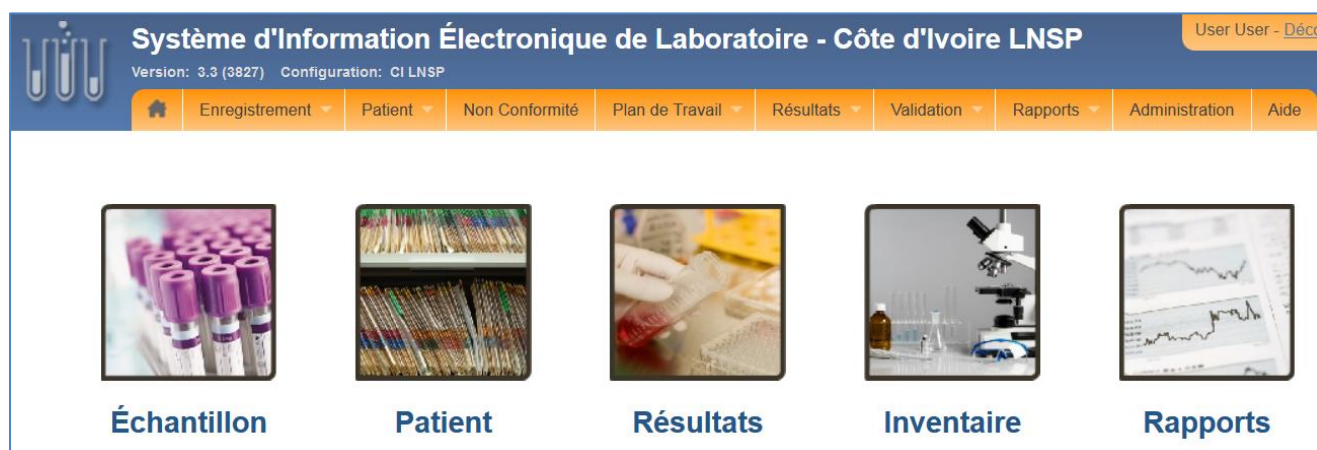 Système d'Information Électronique de Laboratoire - Côte d'Ivoire LNSP
User User - Déco
Version: 3.3 (3827) Configuration: CI LNSP
Enregistrement Patient Non Conformité Plan de Travail Résultats Validation Rapports Administration Aide
Échantillon Patient Résultats Inventaire Rapports